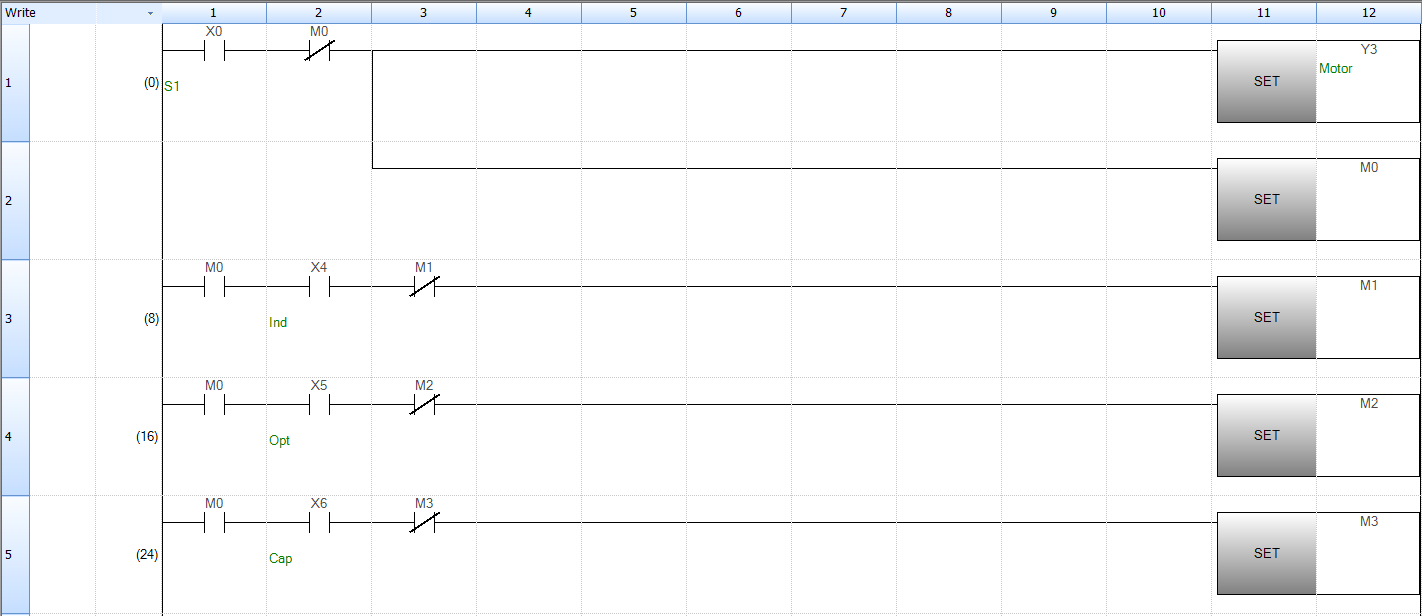 Write 1 2 3 4 5 6 7 8 9 10 11 12
X0 M0 Y3
1 (0) S1 SET Motor
M0
2 SET
M0 X4 M1 M1
3 (8) Ind SET
M0 X5 M2 M2
4 (16) Opt SET
M0 X6 M3 M3
5 (24) Cap SET